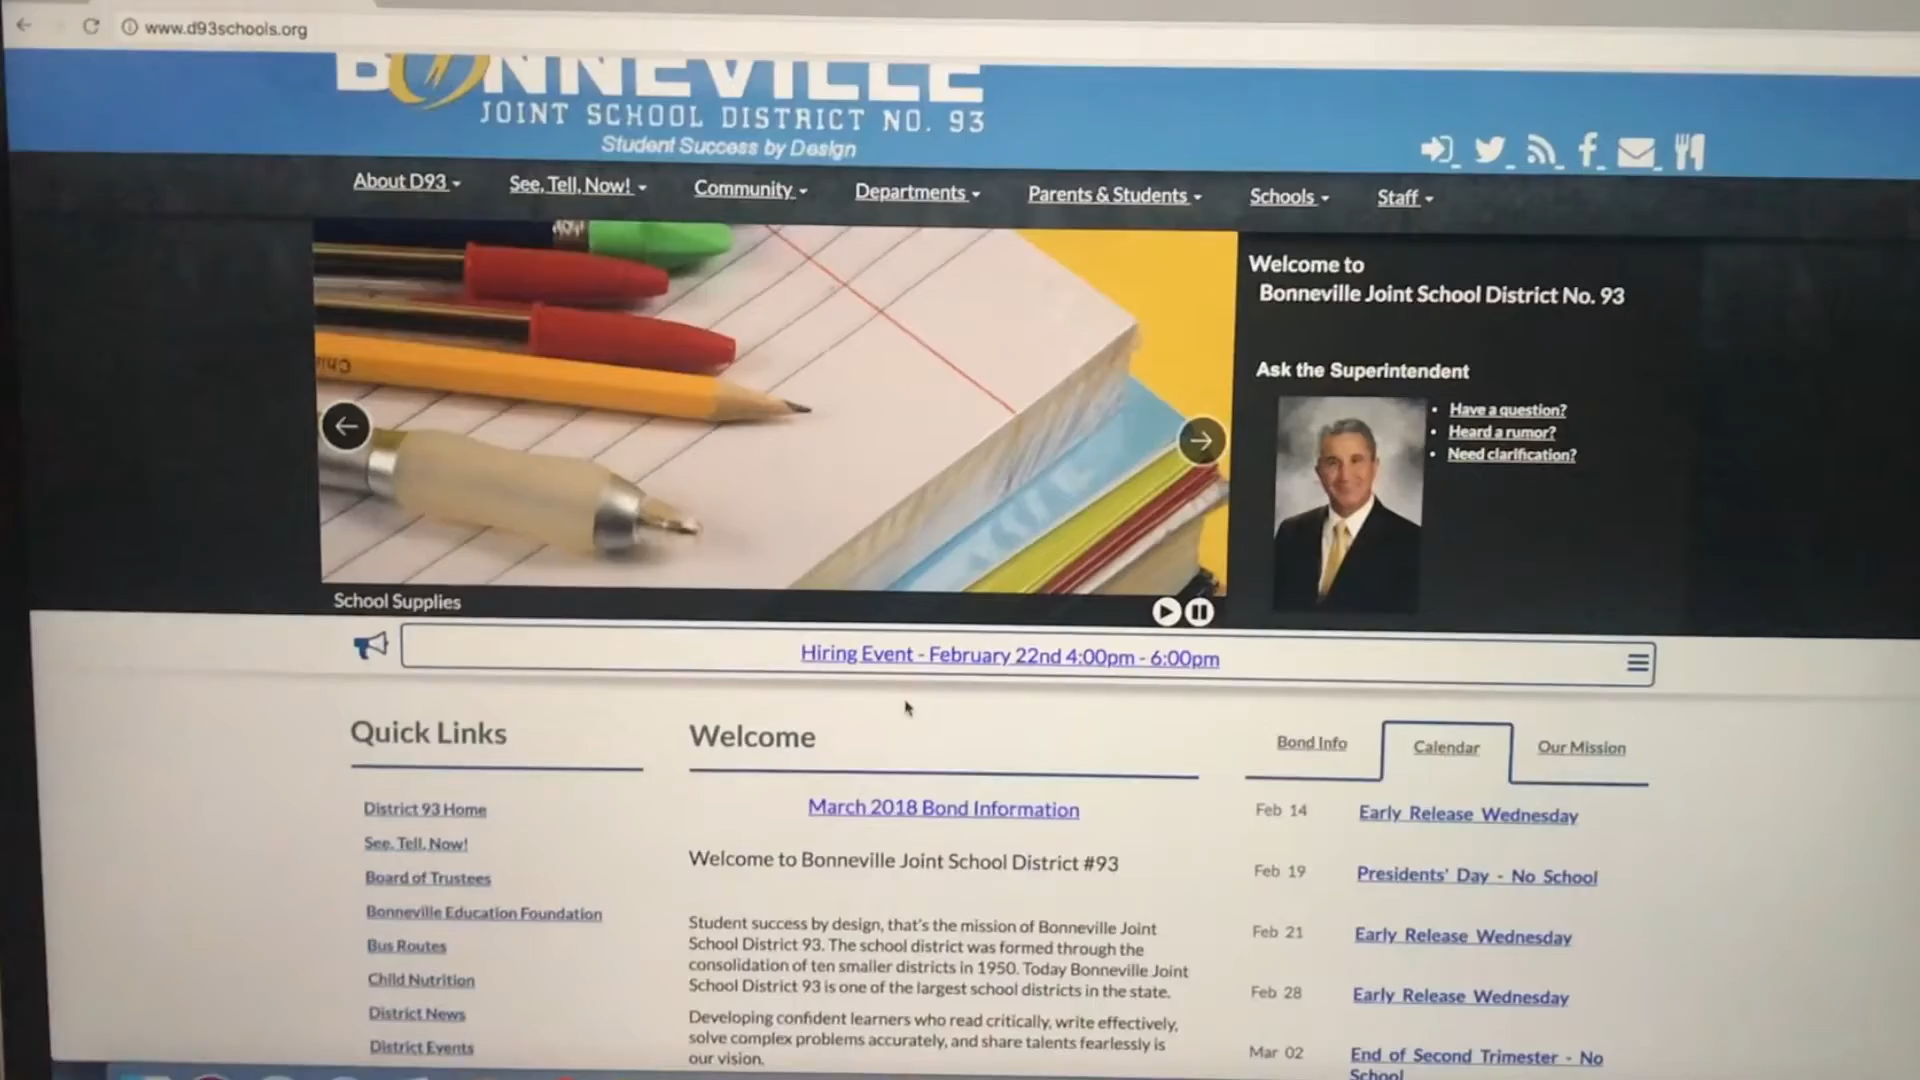 www.d93schools.org
BONNEVILLE
JOINT SCHOOL DISTRICT NO. 93
Student Success by Design
About D93
See, Tell, Now!
Community
Departments
Parents & Students
Schools
Staff
Welcome to
Bonneville Joint School District No. 93
Ask the Superintendent
Have a question?
Heard a rumor?
Need clarification?
School Supplies
Hiring Event - February 22nd 4:00pm - 6:00pm
Quick Links
District 93 Home
See, Tell, Now!
Board of Trustees
Bonneville Education Foundation
Bus Routes
Child Nutrition
District News
District Events
Welcome
March 2018 Bond Information
Welcome to Bonneville Joint School District #93
Student success by design, that's the mission of Bonneville Joint
School District 93. The school district was formed through the
consolidation of ten smaller districts in 1950. Today Bonneville Joint
School District 93 is one of the largest school districts in the state.
Developing confident learners who read critically, write effectively,
solve complex problems accurately, and share talents fearlessly is
our vision.
Bond Info
Calendar
Our Mission
Feb 14 Early Release Wednesday
Feb 19 Presidents' Day - No School
Feb 21 Early Release Wednesday
Feb 28 Early Release Wednesday
Mar 02 End of Second Trimester - No
School